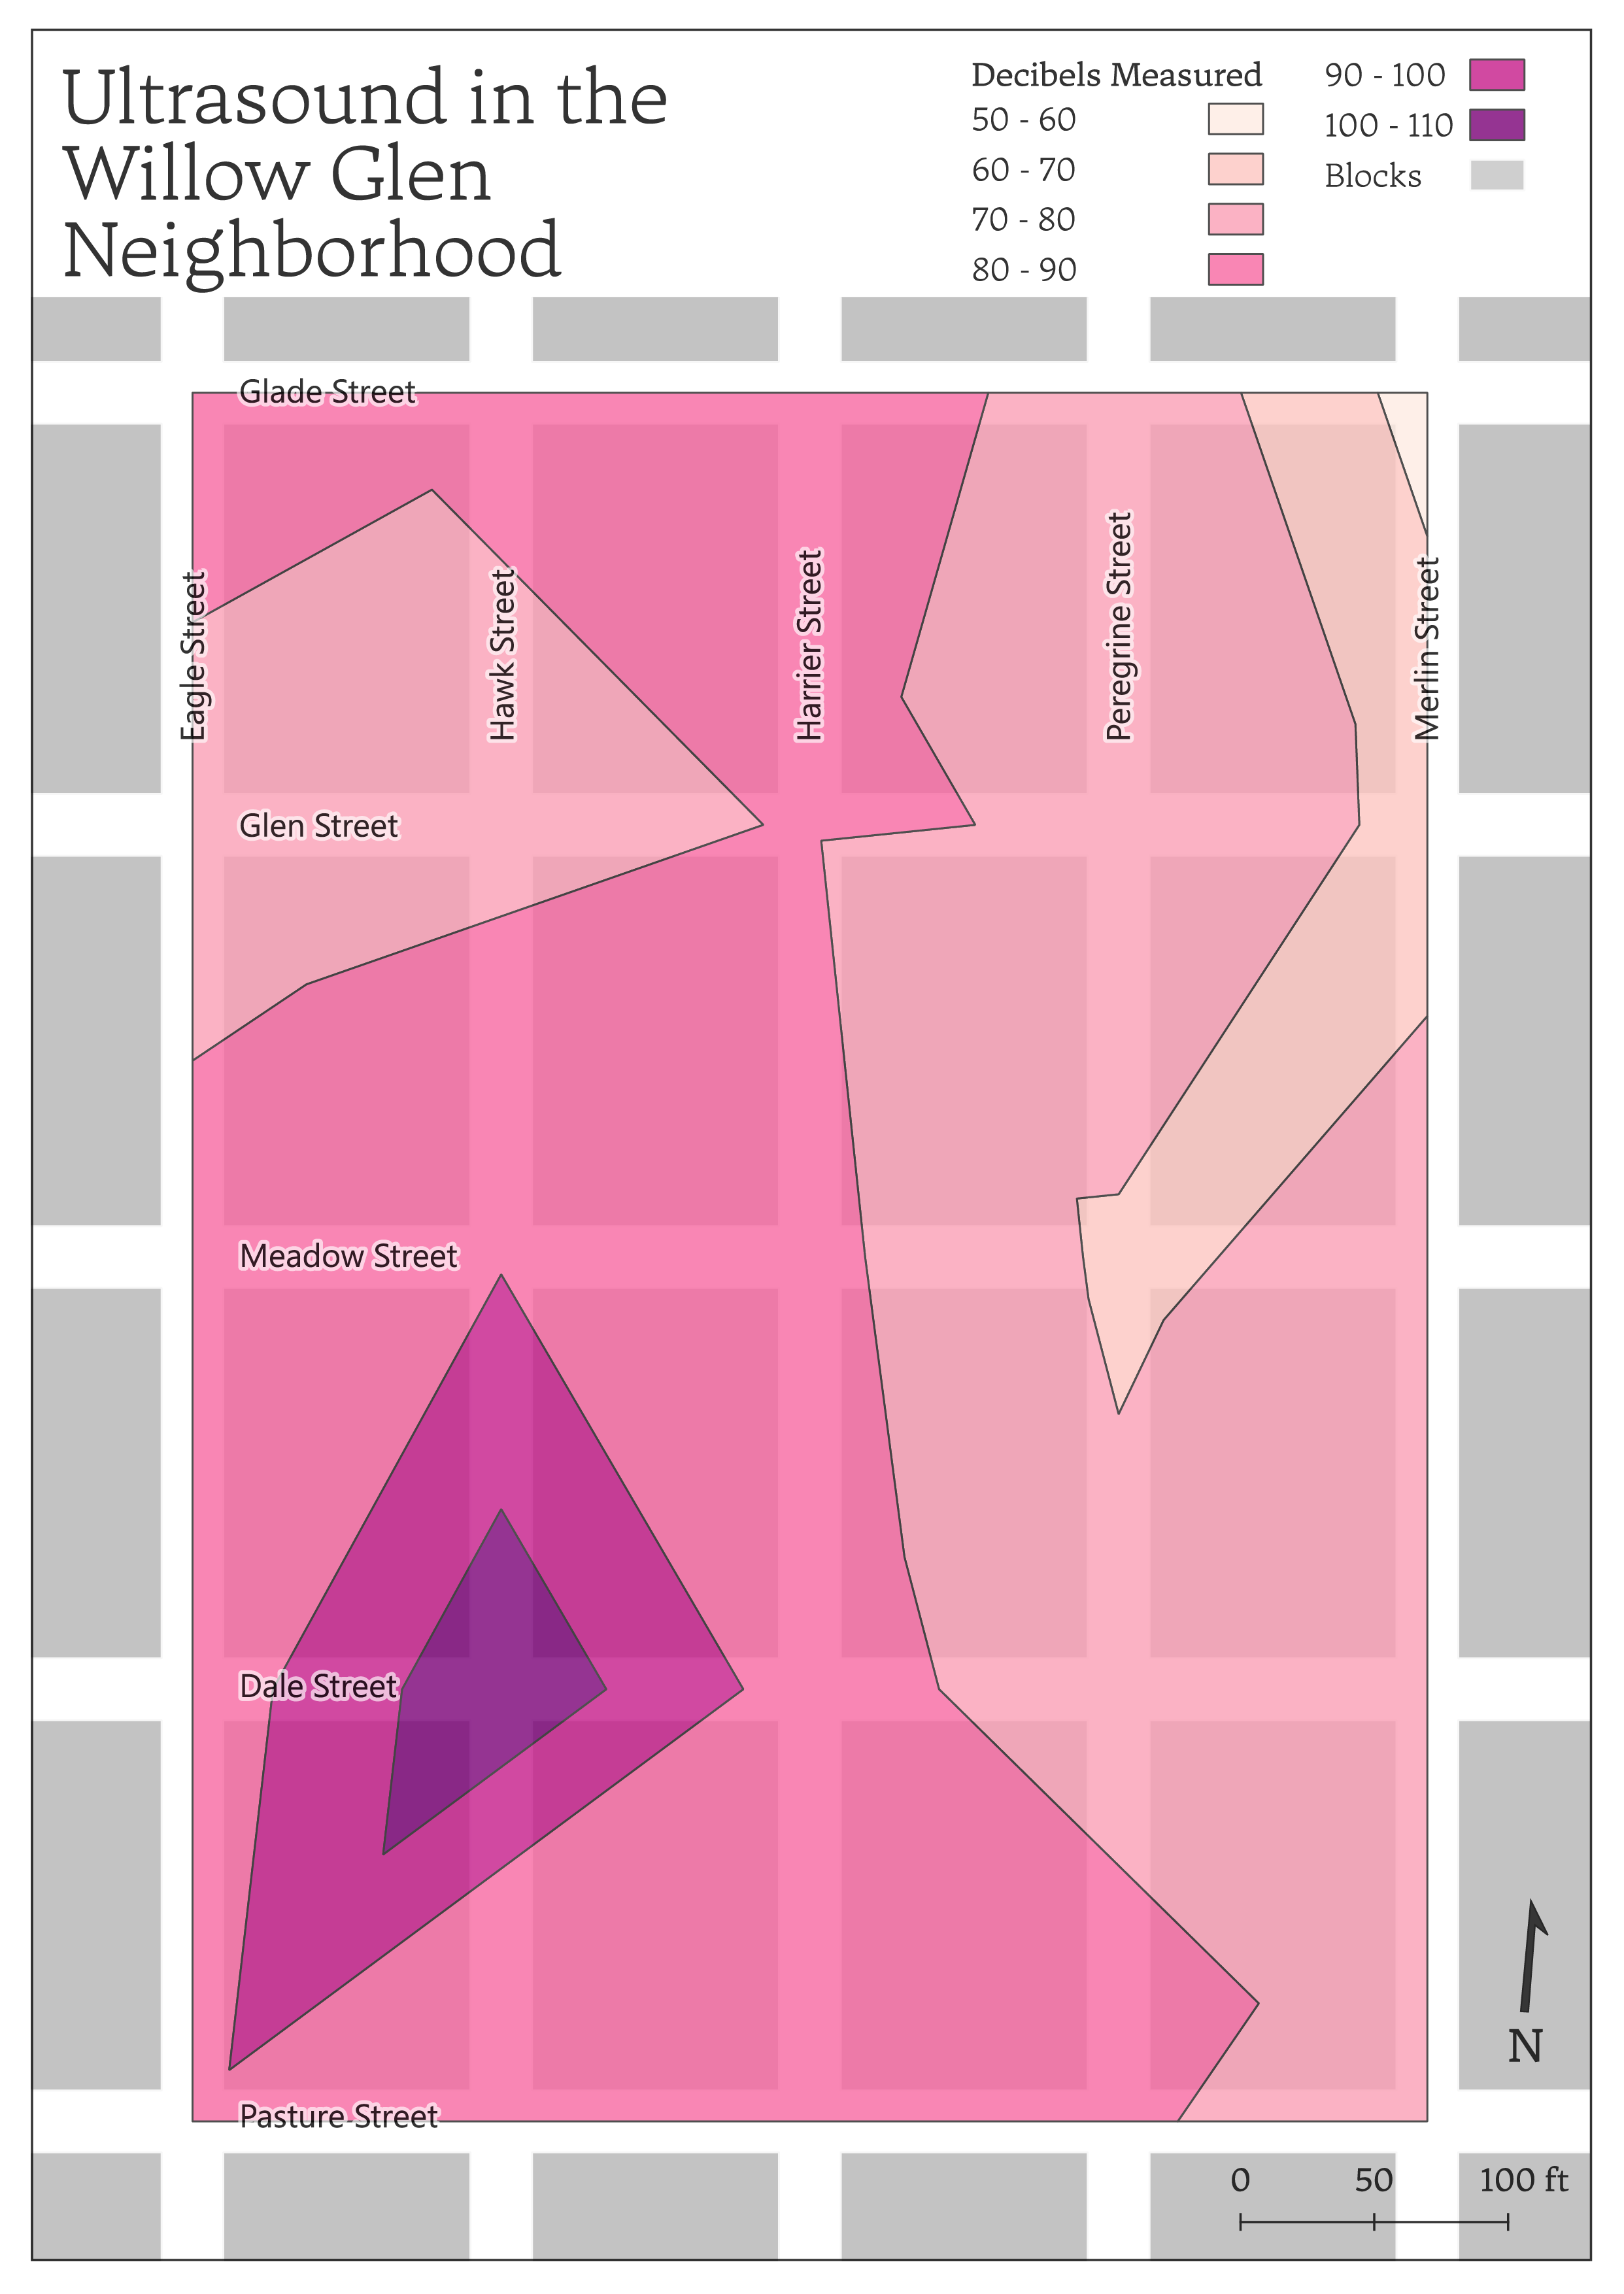 Ultrasound in the
Willow Glen
Neighborhood
Decibels Measured
50 - 60
60 - 70
70 - 80
80 - 90
90 - 100
100 - 110
Blocks
Glade Street
Eagle Street
Hawk Street
Harrier Street
Peregrine Street
Merlin Street
Glen Street
Meadow Street
Dale Street
Pasture Street
N
0 50 100 ft